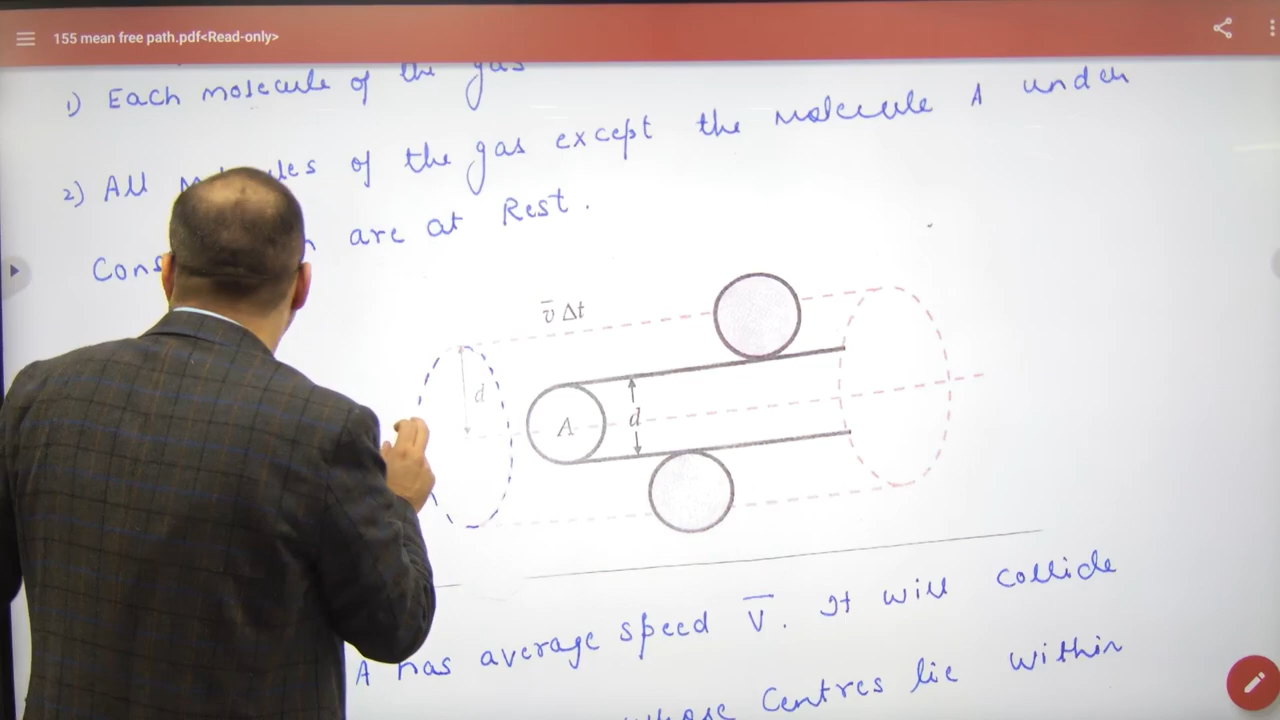 155 mean free path.pdf<Read-only>
1) Each molecule of the gas
2) All of the gas except the molecule A under
are at Rest.
v̄ Δt
d
A
d
A has average speed V̄. It will collide
whose Centres lie within